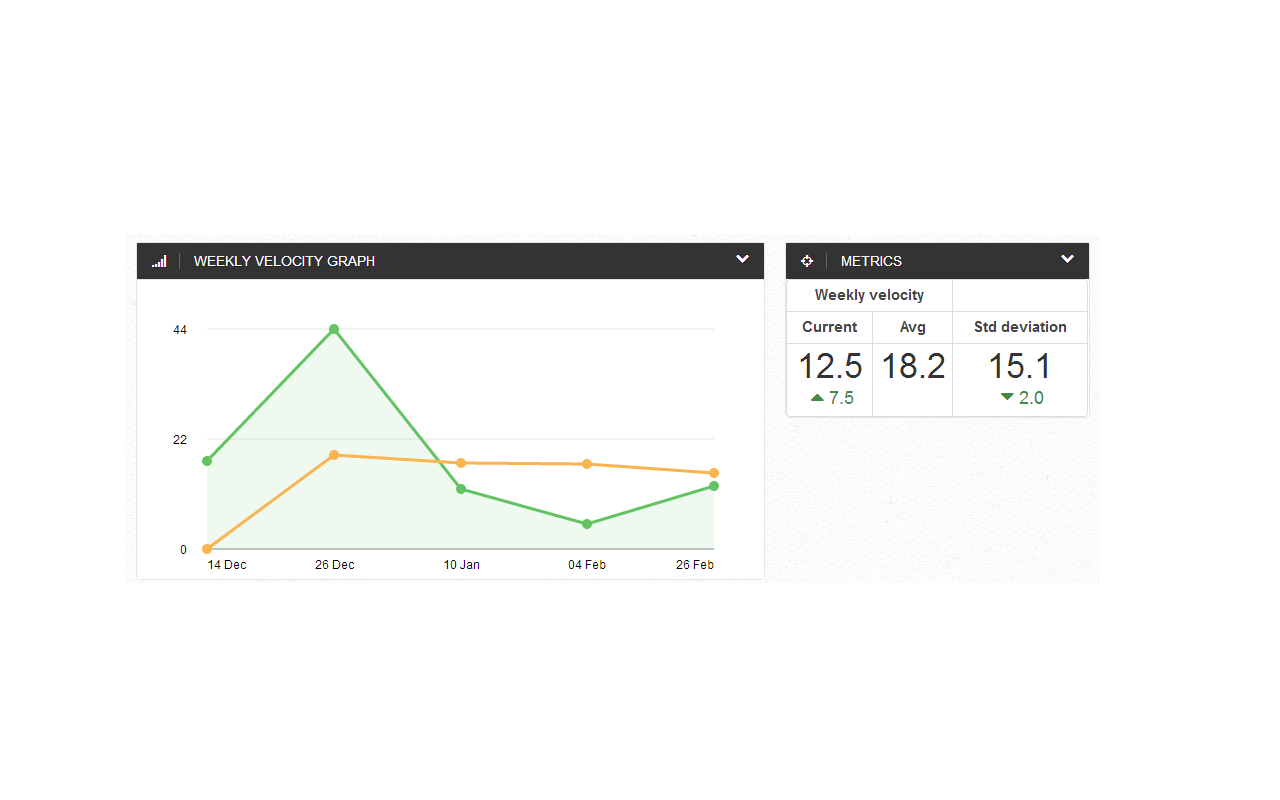 WEEKLY VELOCITY GRAPH
44
22
0
14 Dec 26 Dec 10 Jan 04 Feb 26 Feb
METRICS
Weekly velocity
Current Avg Std deviation
12.5 18.2 15.1
7.5 2.0